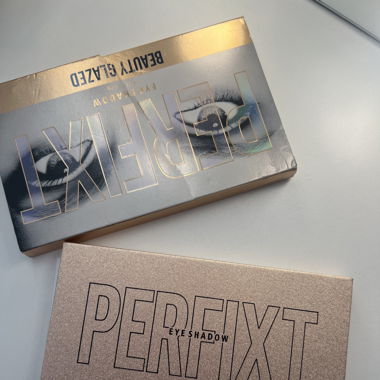 BEAUTY GLAZED
EYESHADOW
PERFIXT
PERFIXT
EYESHADOW